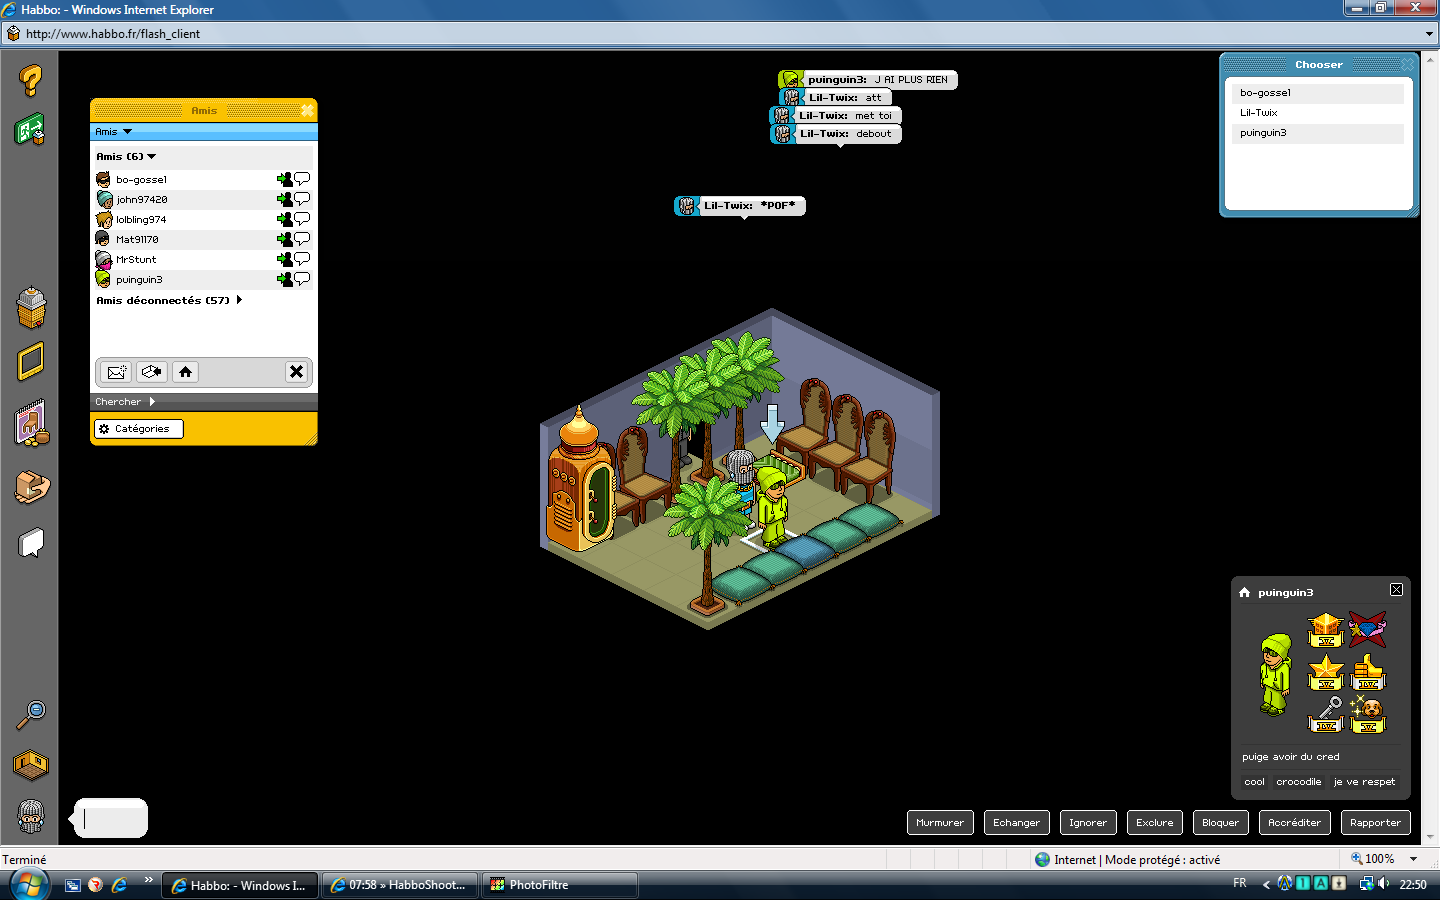 Habbo: - Windows Internet Explorer
http://www.habbo.fr/flash_client
puinguin3: J AI PLUS RIEN
Lil-Twix: att
Lil-Twix: met toi
Lil-Twix: debout
Lil-Twix: *POF*
Chooser
bo-gossel
Lil-Twix
puinguin3
Amis
Amis
Amis (6)
bo-gossel
john97420
lolbling974
Mat91170
MrStunt
puinguin3
Amis déconnectés (57)
Chercher
Catégories
puinguin3
puige avoir du cred
cool crocodile je ve respet
Murmurer Echanger Ignorer Exclure Bloquer Accréditer Rapporter
Terminé
Internet | Mode protégé : activé
100%
Habbo: - Windows I...
07:58 » HabboShoot...
PhotoFiltre
FR
22:50